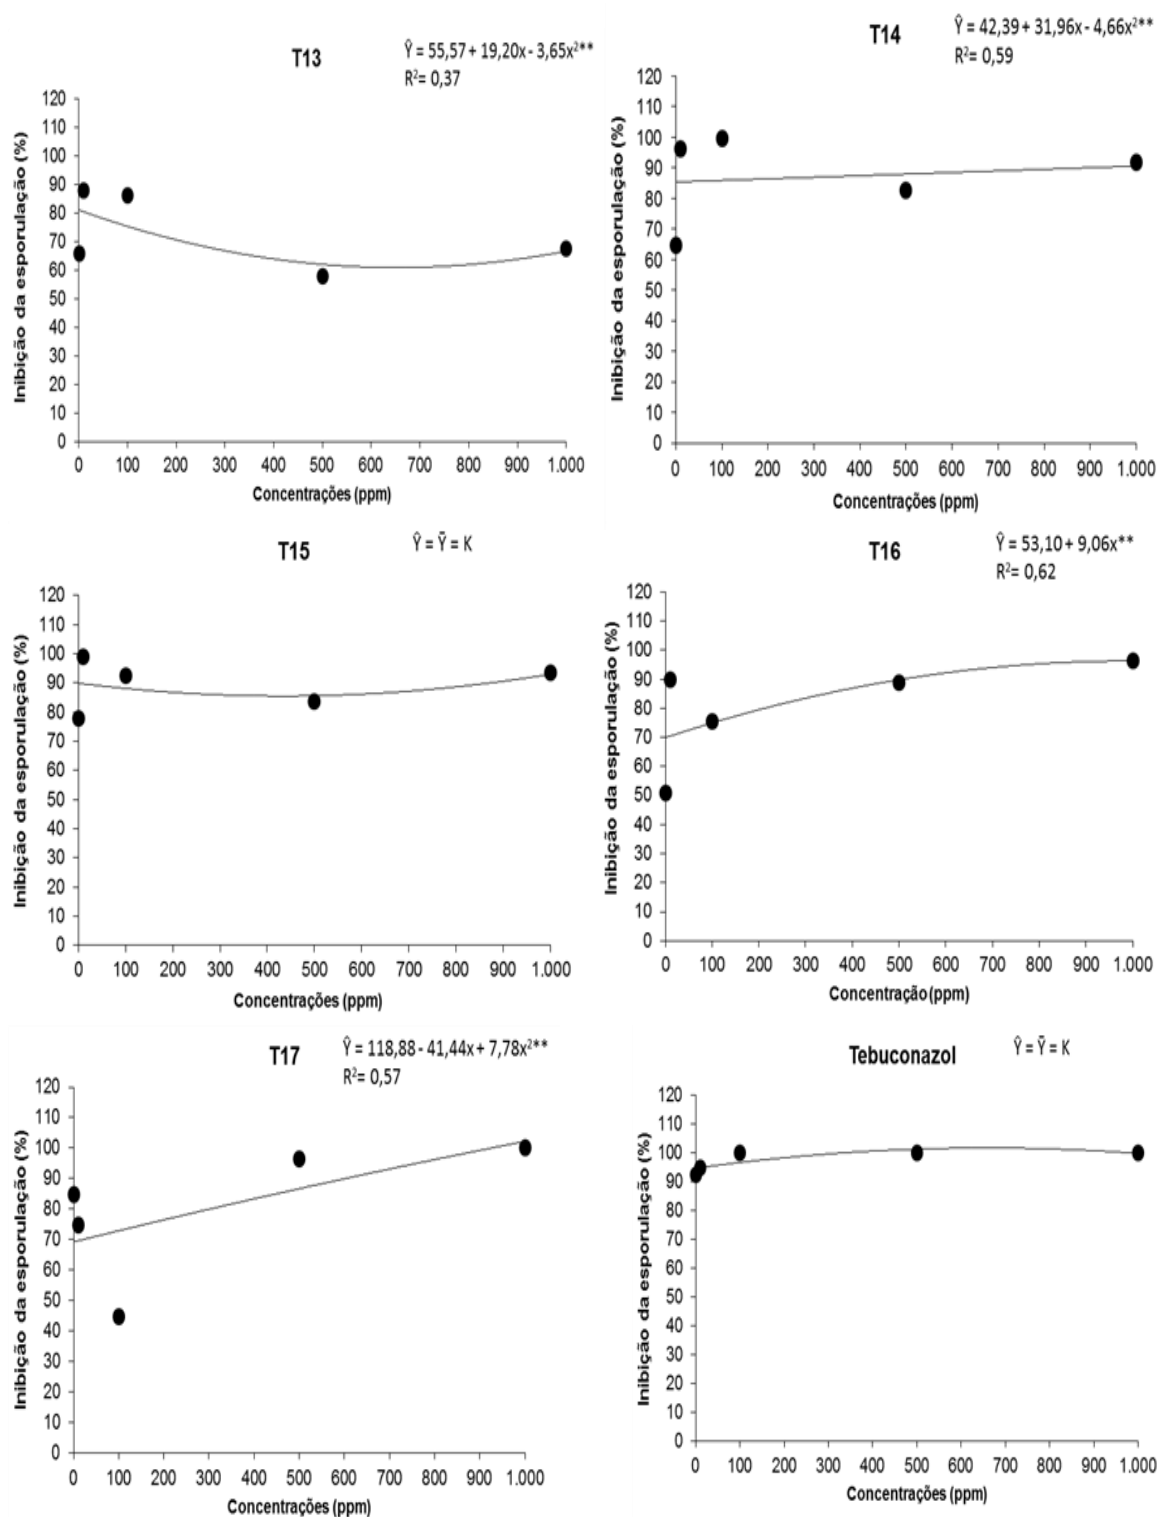 T13
Ŷ = 55,57 + 19,20x - 3,65x²**
R²= 0,37
Inibição da esporulação (%)
120
110
100
90
80
70
60
50
40
30
20
10
0
0 100 200 300 400 500 600 700 800 900 1.000
Concentrações (ppm)
T14
Ŷ = 42,39 + 31,96x - 4,66x²**
R²= 0,59
Inibição da esporulação (%)
120
110
100
90
80
70
60
50
40
30
20
10
0
0 100 200 300 400 500 600 700 800 900 1.000
Concentrações (ppm)
T15
Ŷ = Ȳ = K
Inibição da esporulação (%)
120
110
100
90
80
70
60
50
40
30
20
10
0
0 100 200 300 400 500 600 700 800 900 1.000
Concentrações (ppm)
T16
Ŷ = 53,10 + 9,06x**
R²= 0,62
Inibição da esporulação (%)
120
110
100
90
80
70
60
50
40
30
20
10
0
0 100 200 300 400 500 600 700 800 900 1.000
Concentração (ppm)
T17
Ŷ = 118,88 - 41,44x + 7,78x²**
R²= 0,57
Inibição da esporulação (%)
120
110
100
90
80
70
60
50
40
30
20
10
0
0 100 200 300 400 500 600 700 800 900 1.000
Concentrações (ppm)
Tebuconazol
Ŷ = Ȳ = K
Inibição da esporulação (%)
120
110
100
90
80
70
60
50
40
30
20
10
0
0 100 200 300 400 500 600 700 800 900 1.000
Concentrações (ppm)